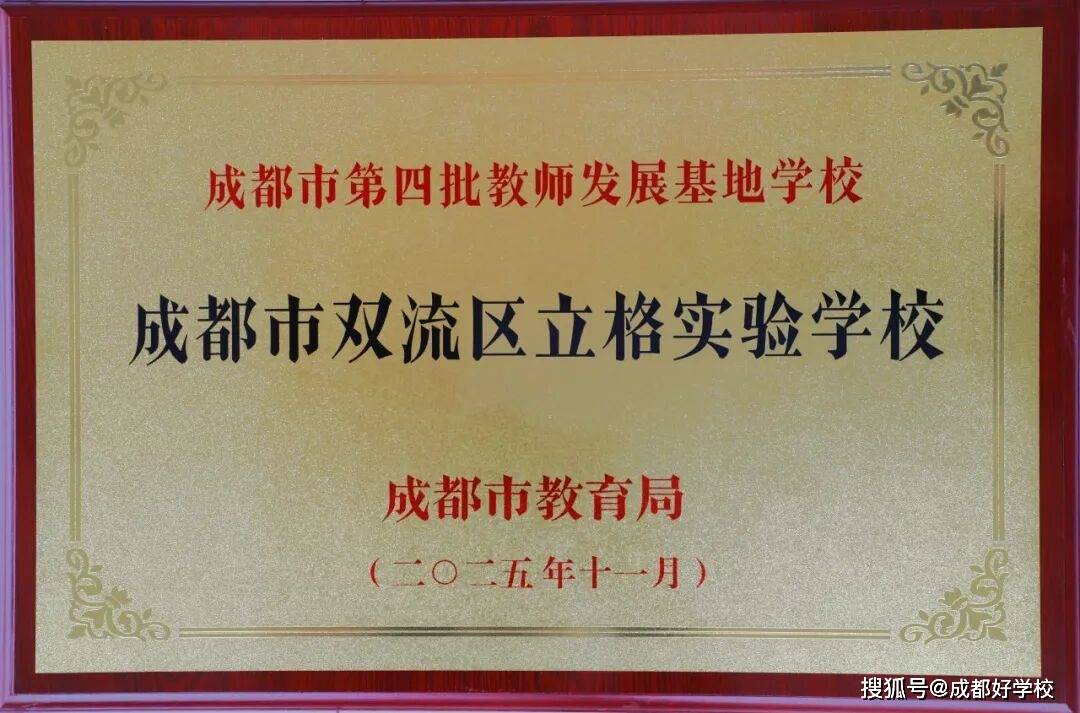 成都市第四批教师发展基地学校
成都市双流区立格实验学校
成都市教育局
（二〇二五年十一月）
搜狐号@成都好学校